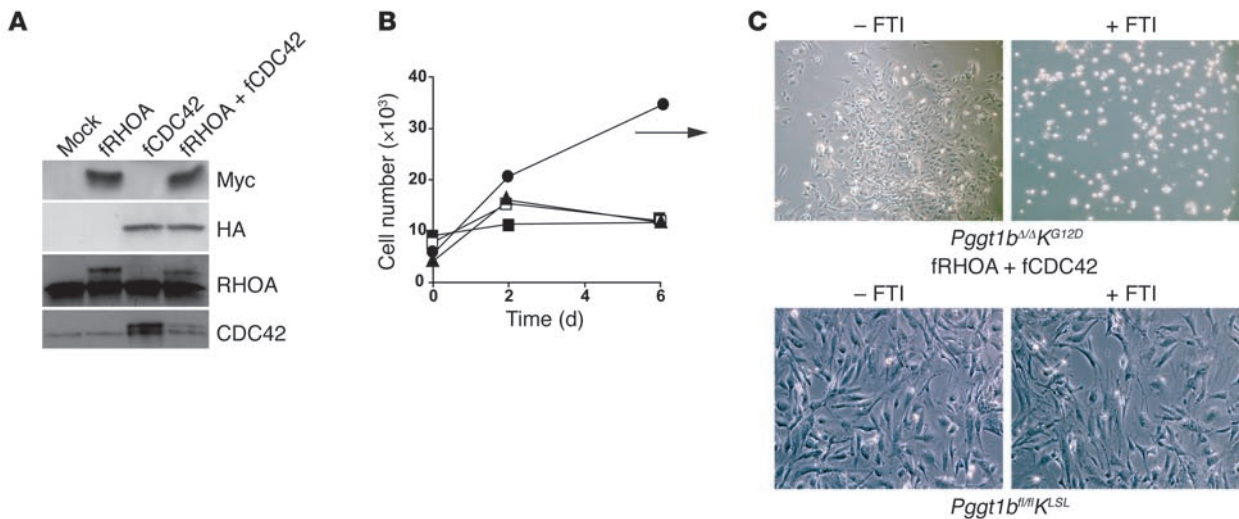 A
Mock
fRHOA
fCDC42
fRHOA + fCDC42
Myc
HA
RHOA
CDC42
B
Cell number (×10³)
40
30
20
10
0
0
2
4
6
Time (d)
C
– FTI
+ FTI
Pggt1bΔ/ΔKG12D
fRHOA + fCDC42
– FTI
+ FTI
Pggt1bfl/flKLSL